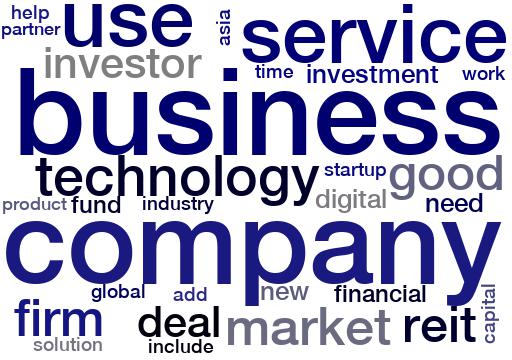 help
use
asia
service
partner
investor
time
investment
work
business
technology
startup
good
product
fund
industry
digital
need
company
global
add
new
financial
capital
firm
deal
market
reit
solution
include